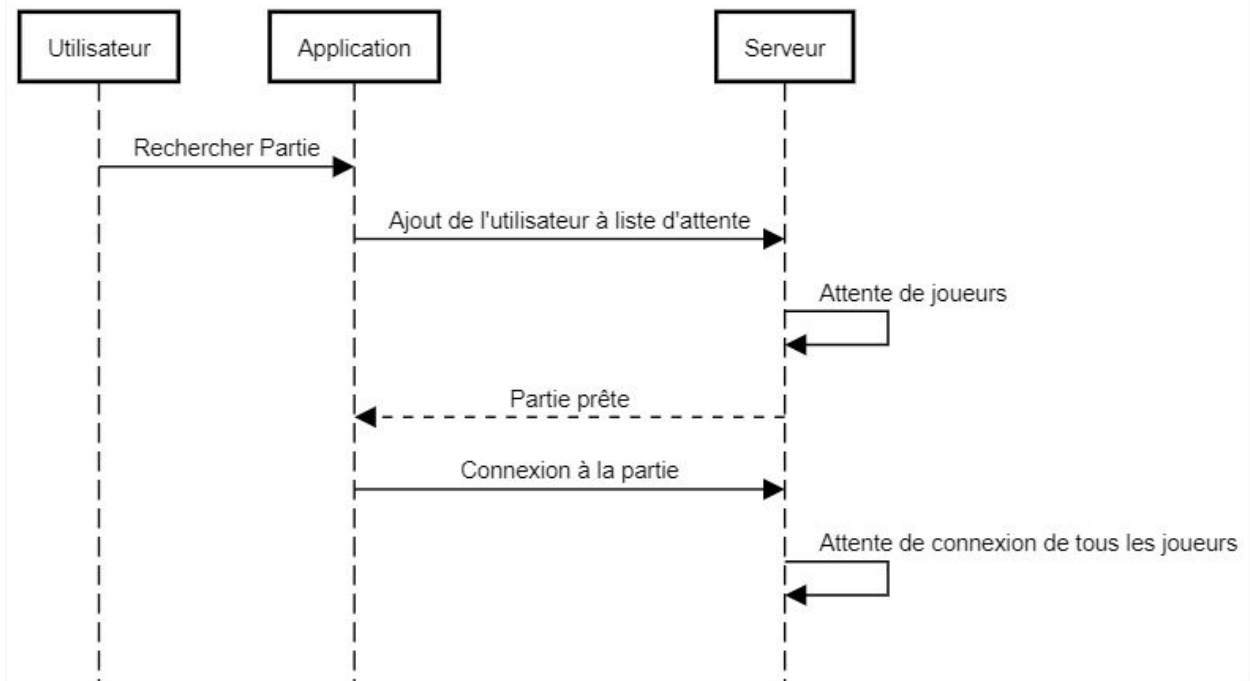 Utilisateur
Application
Serveur
Rechercher Partie
Ajout de l'utilisateur à liste d'attente
Attente de joueurs
Partie prête
Connexion à la partie
Attente de connexion de tous les joueurs